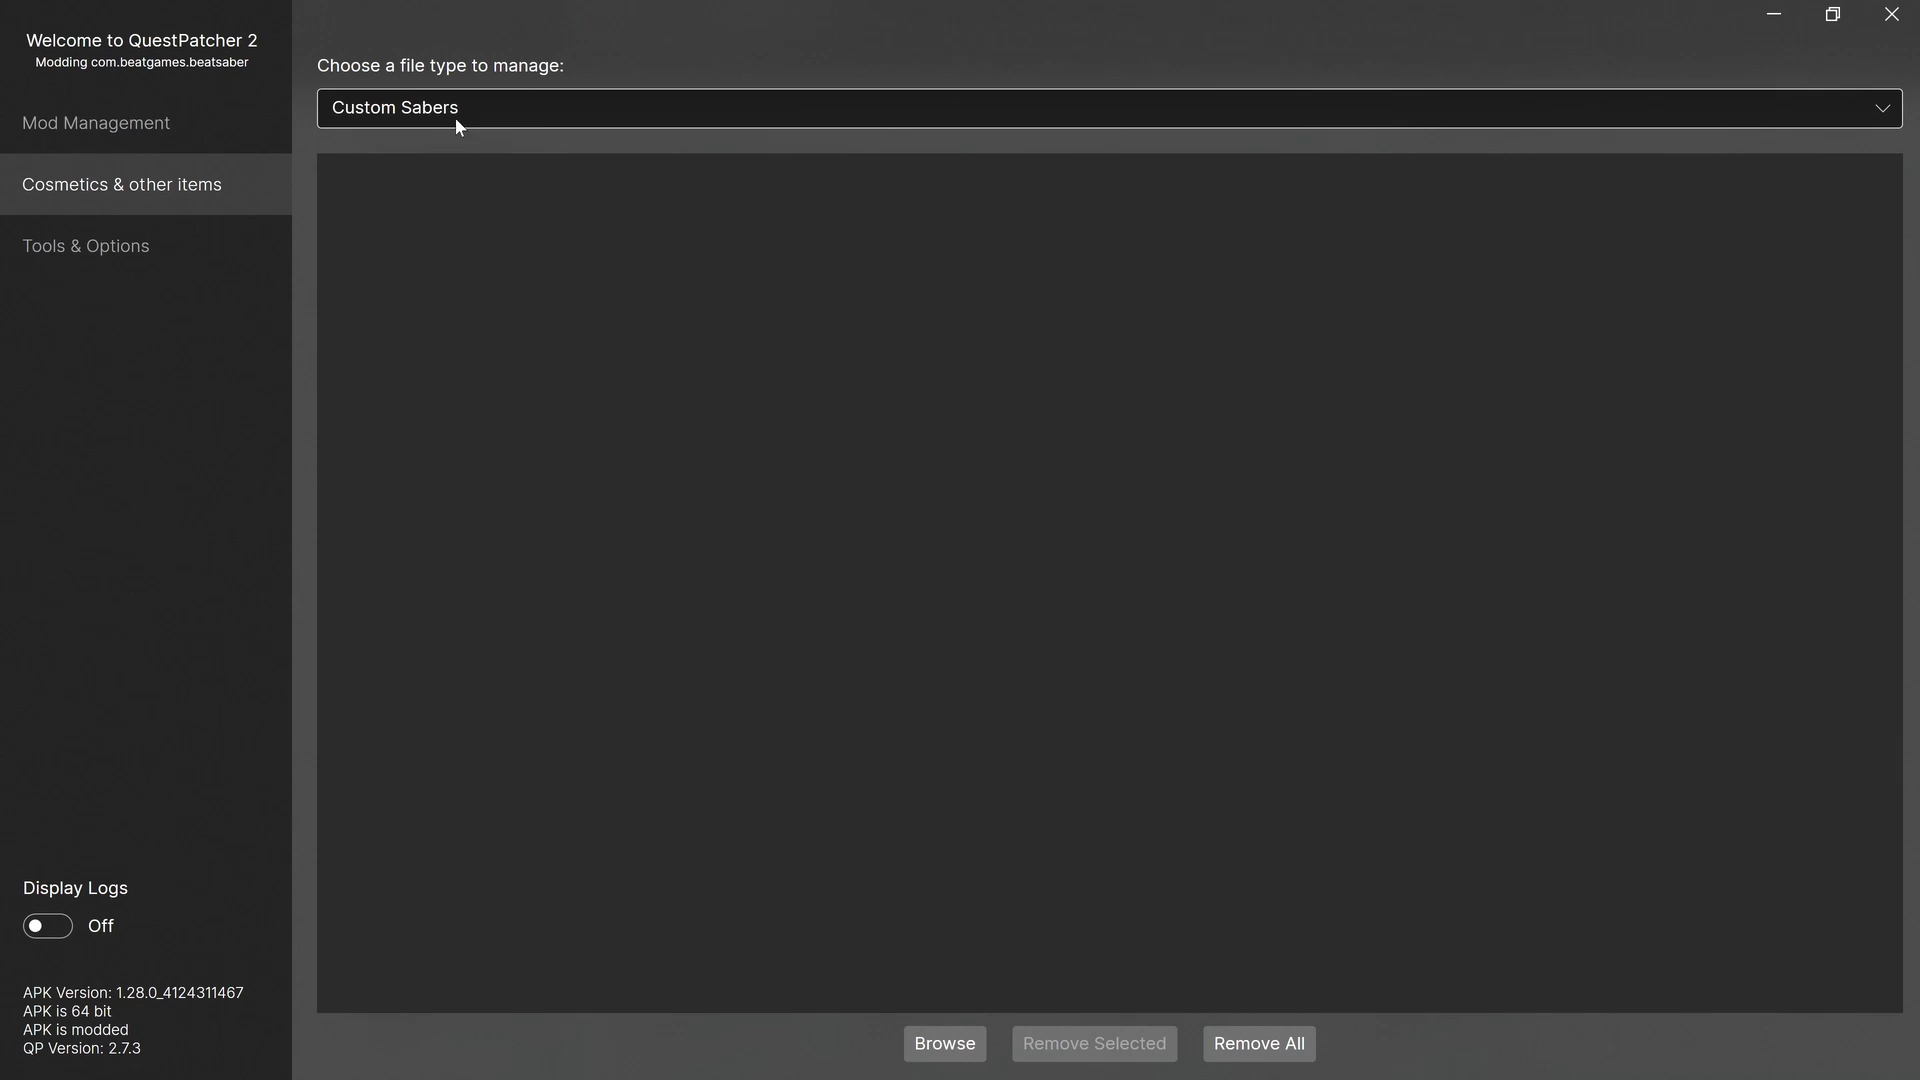 Welcome to QuestPatcher 2
Modding com.beatgames.beatsaber
Mod Management
Cosmetics & other items
Tools & Options
Choose a file type to manage:
Custom Sabers
Display Logs
Off
APK Version: 1.28.0_4124311467
APK is 64 bit
APK is modded
QP Version: 2.7.3
Browse
Remove Selected
Remove All